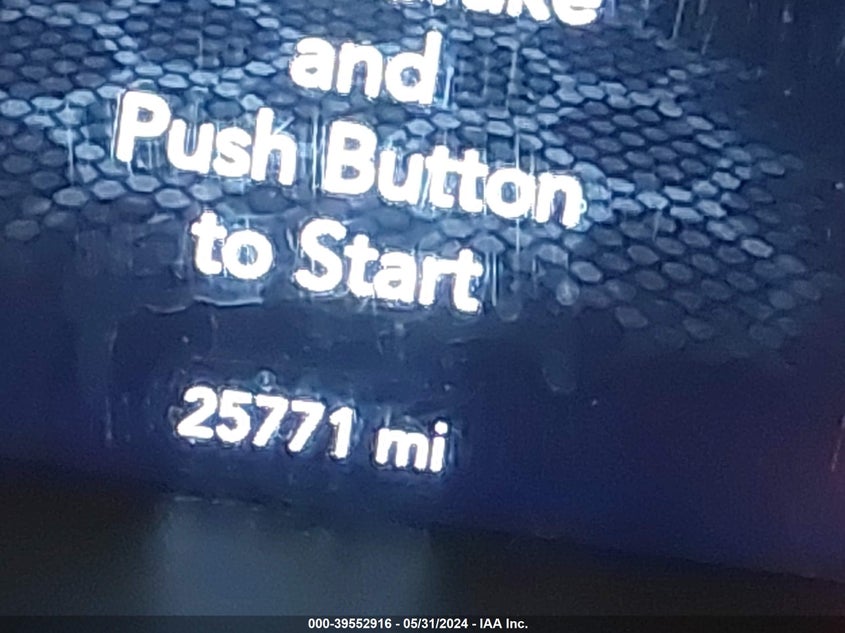 and
Push Button
to Start
25771 mi
000-39552916 - 05/31/2024 - IAA Inc.